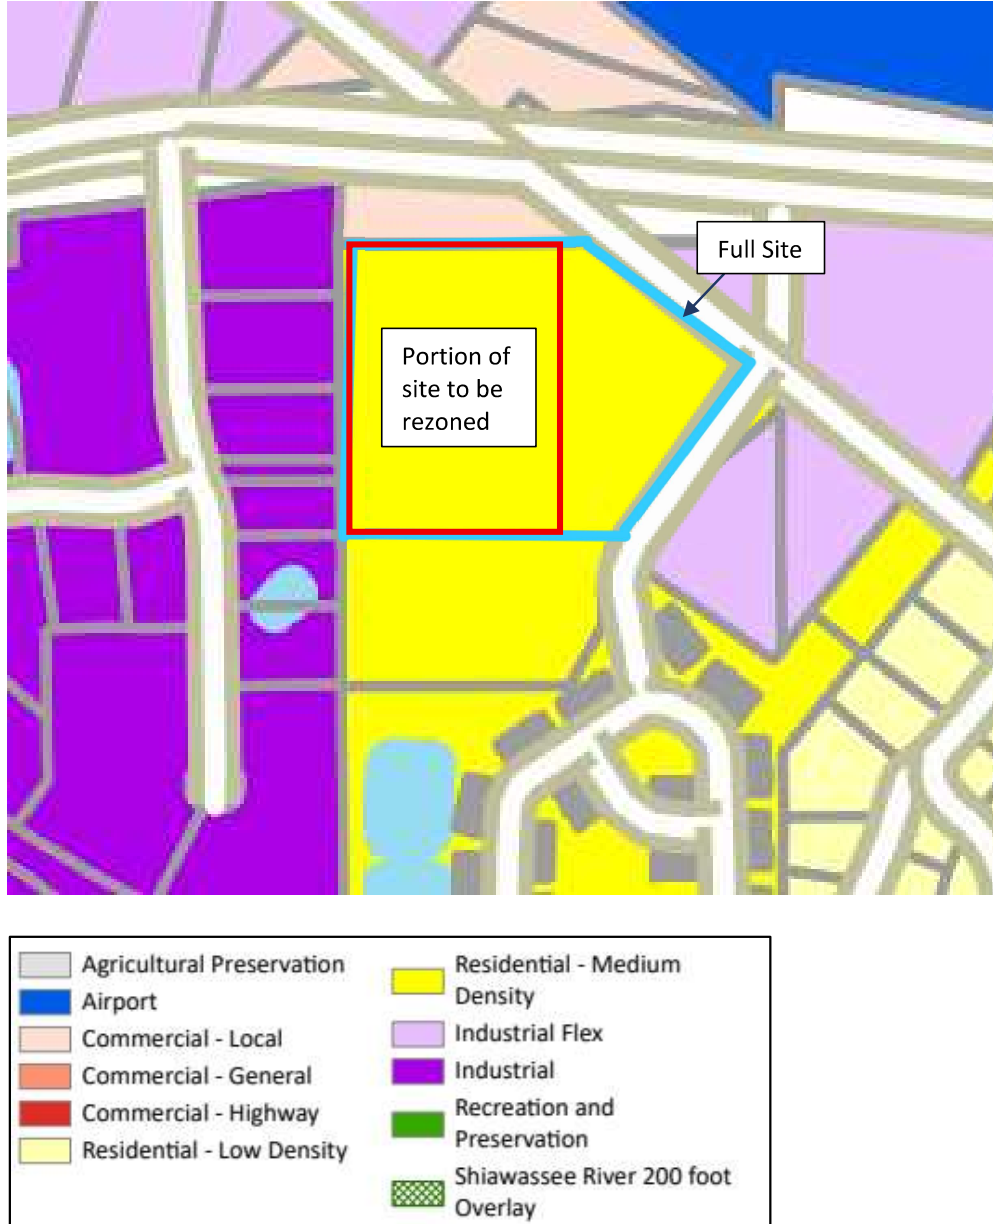 Full Site
Portion of
site to be
rezoned
Agricultural Preservation
Airport
Commercial - Local
Commercial - General
Commercial - Highway
Residential - Low Density
Residential - Medium
Density
Industrial Flex
Industrial
Recreation and
Preservation
Shiawassee River 200 foot
Overlay